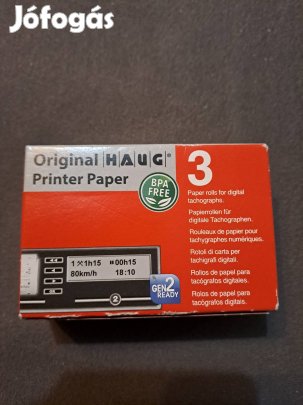 Jófogás
Original HAUG®
Printer Paper
BPA
FREE
3
Paper rolls for digital
tachographs.
Papierrollen für
digitale Tachographen.
Rouleaux de papier pour
tachygraphes numériques.
Rotoli di carta per
tachigrafi digitali.
Rollos de papel para
tacógrafos digitales.
Rolos de papel para
tacógrafos digitais.
1 1h15 00h15
80km/h 18:10
2
GEN2
READY